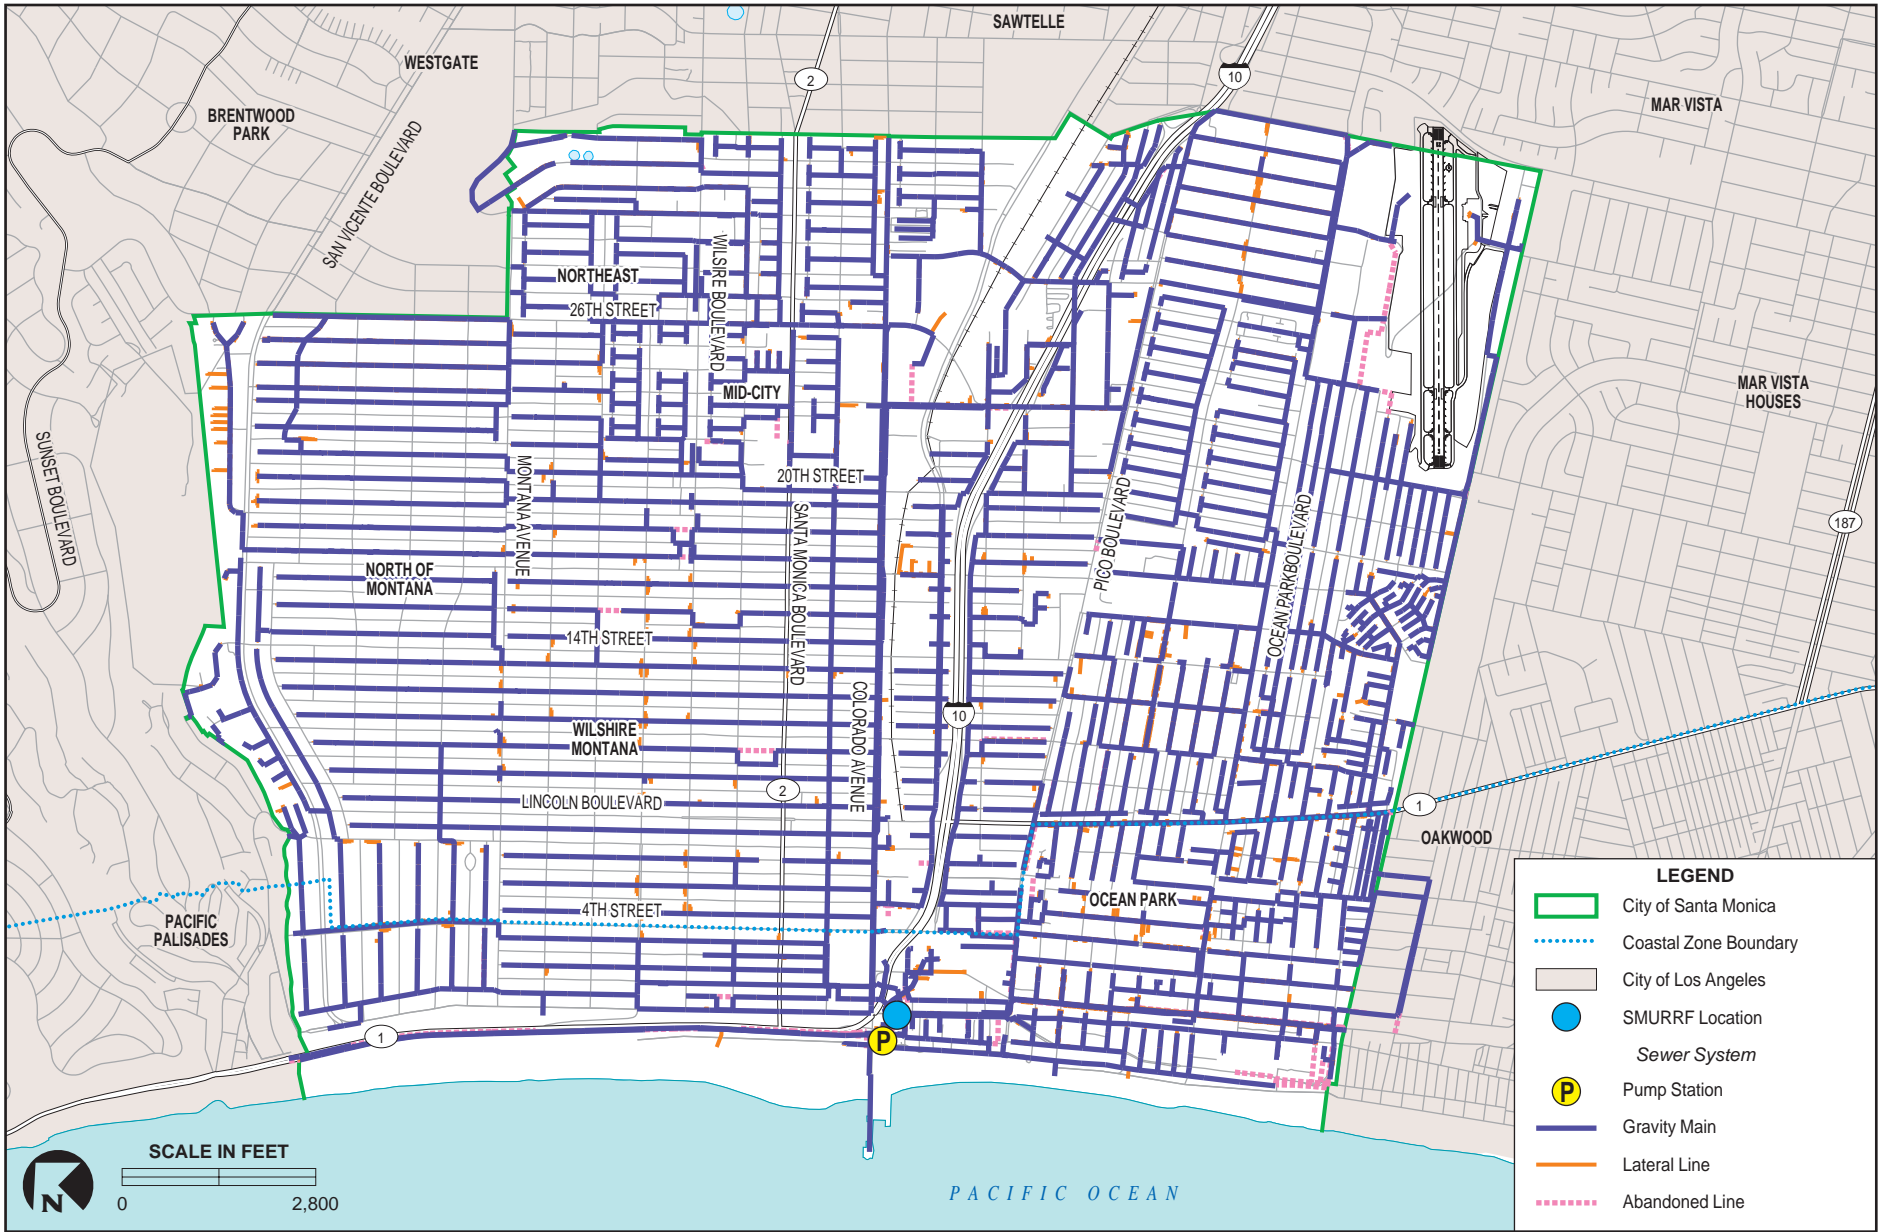 SAWTELLE
WESTGATE
2
10
BRENTWOOD
PARK
MAR VISTA
SAN VICENTE BOULEVARD
NORTHEAST
WILSIRE BOULEVARD
26TH STREET
MID-CITY
MAR VISTA
HOUSES
SUNSET BOULEVARD
MONTANA AVENUE
20TH STREET
SANTA MONICA BOULEVARD
PICO BOULEVARD
OCEAN PARKBOULEVARD
187
NORTH OF
MONTANA
14TH STREET
COLORADO AVENUE
10
WILSHIRE
MONTANA
2
LINCOLN BOULEVARD
1
OAKWOOD
OCEAN PARK
4TH STREET
PACIFIC
PALISADES
1
P
PACIFIC OCEAN
N
SCALE IN FEET
0 2,800
LEGEND
City of Santa Monica
Coastal Zone Boundary
City of Los Angeles
SMURRF Location
Sewer System
P Pump Station
Gravity Main
Lateral Line
Abandoned Line